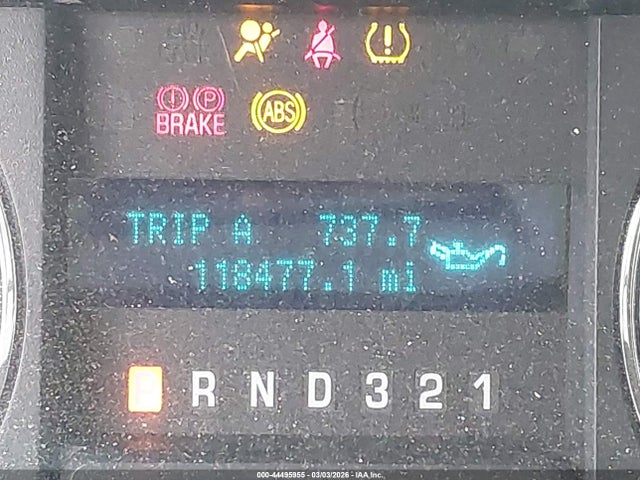 ! P
BRAKE
ABS
TRIP A 737.7
118477.1 mi
P R N D 3 2 1
000-44495955 - 03/03/2026 - IAA Inc.